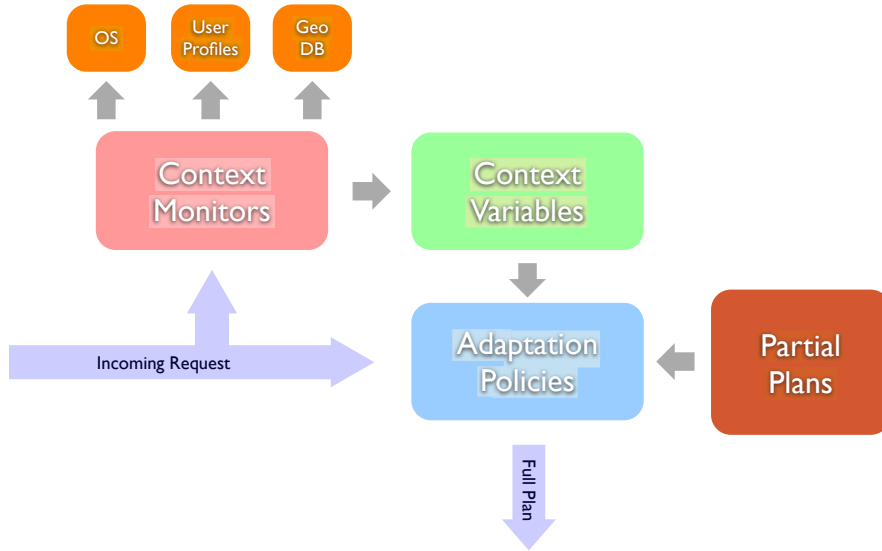 OS
User
Profiles
Geo
DB
Context
Monitors
Context
Variables
Incoming Request
Adaptation
Policies
Partial
Plans
Full Plan